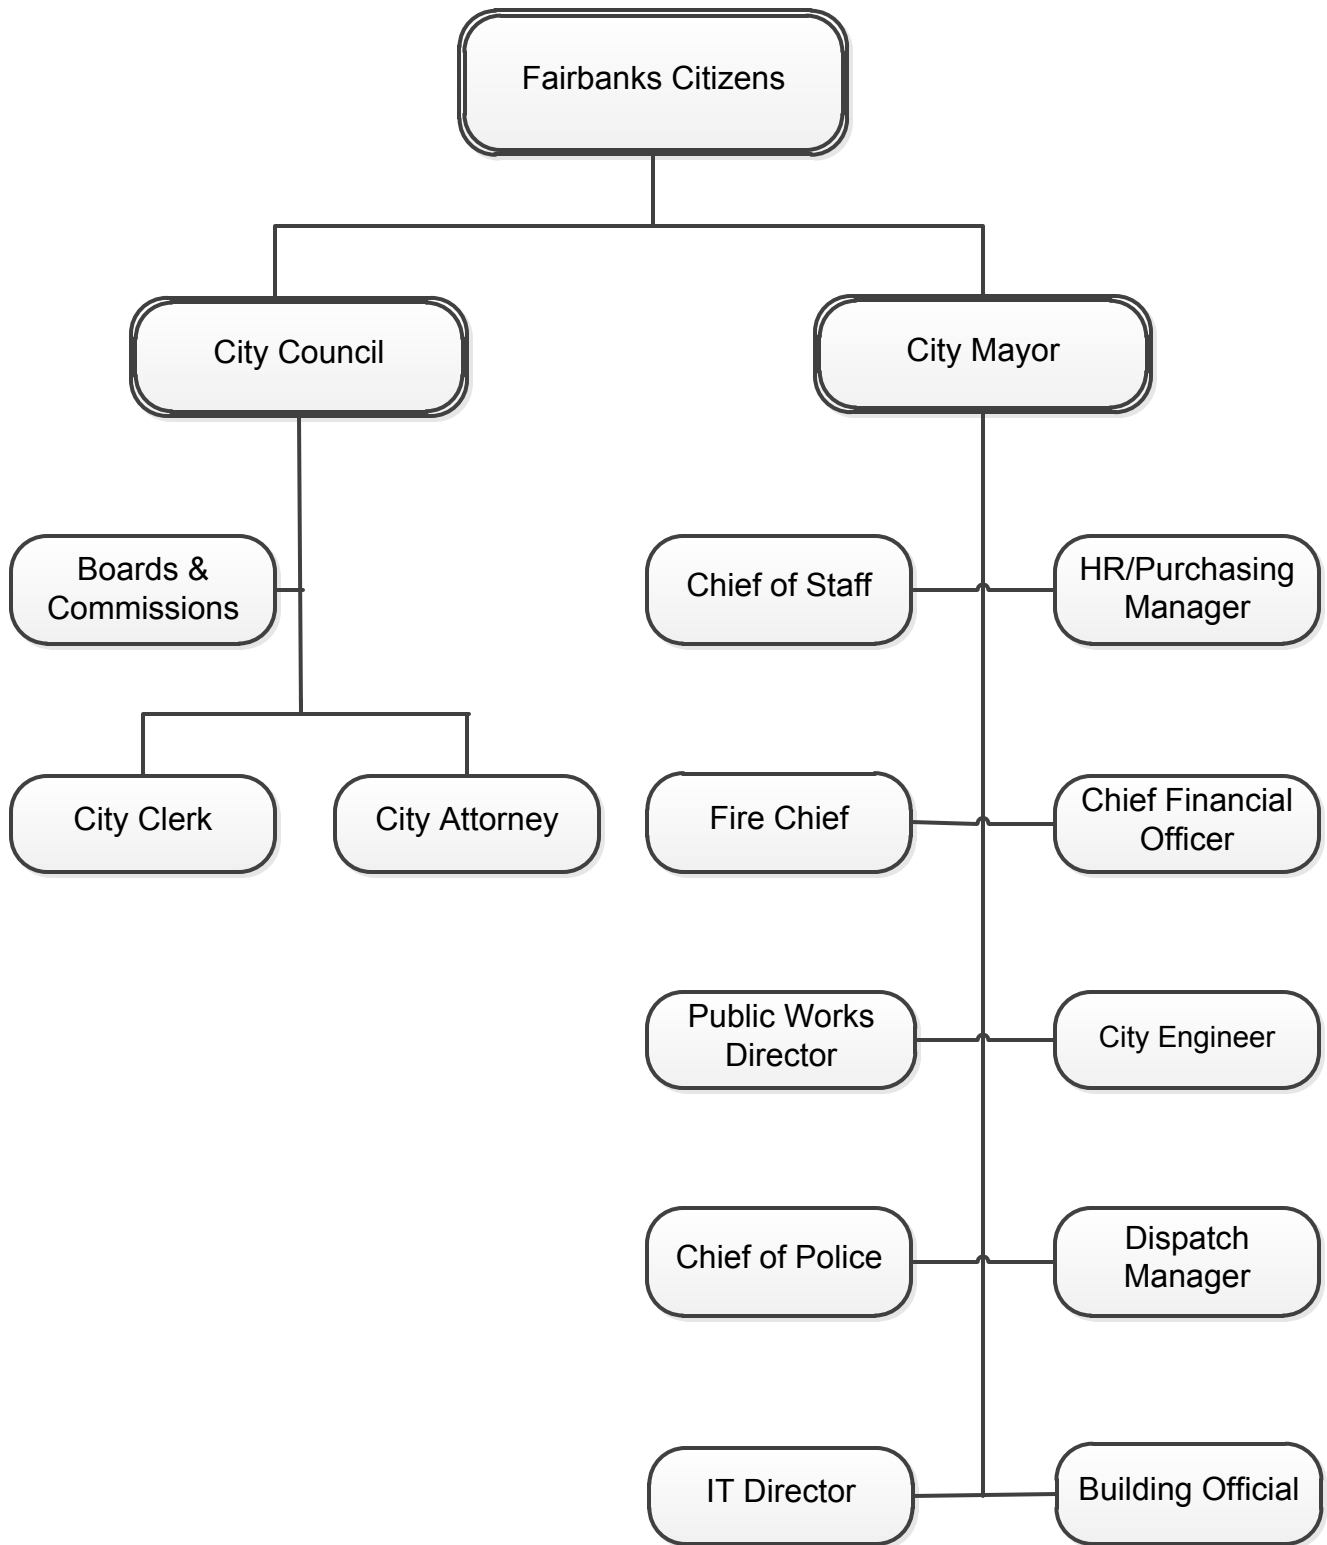 Fairbanks Citizens
City Council
City Mayor
Boards &
Commissions
Chief of Staff
HR/Purchasing
Manager
City Clerk
City Attorney
Fire Chief
Chief Financial
Officer
Public Works
Director
City Engineer
Chief of Police
Dispatch
Manager
IT Director
Building Official